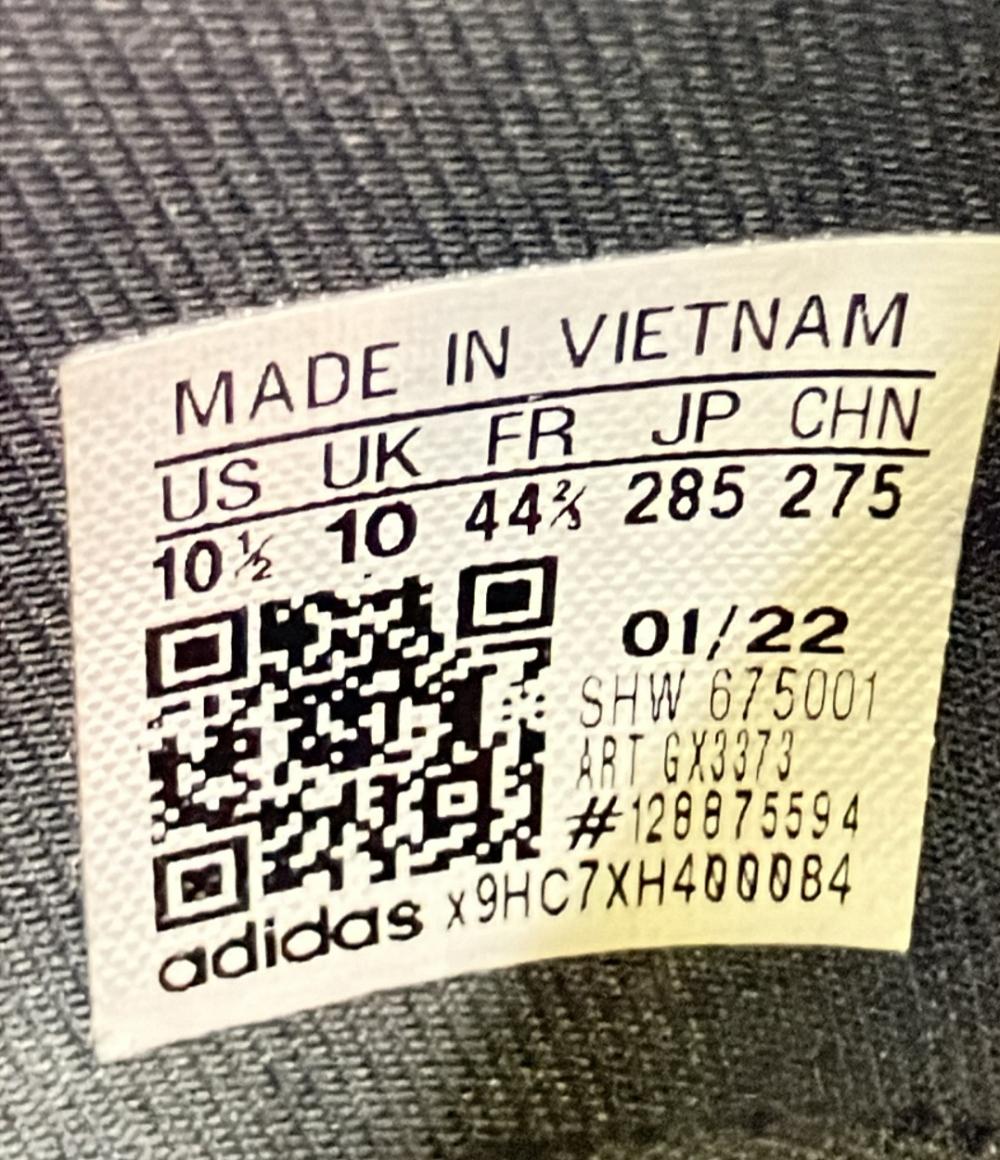 MADE IN VIETNAM
US UK FR JP CHN
10½ 10 44⅔ 285 275
01/22
SHW 675001
ART GX3373
#128875594
adidas x9HC7XH400084